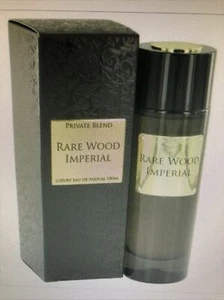 PRIVATE BLEND
RARE WOOD
IMPERIAL
LUXURY EAU DE PARFUM 100ML
RARE WOOD
IMPERIAL